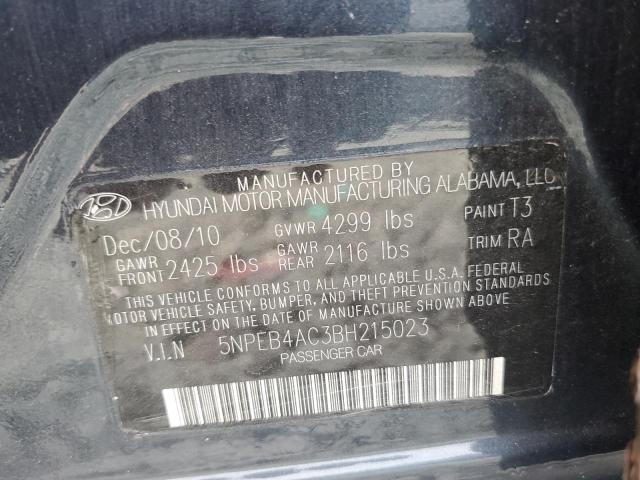 MANUFACTURED BY
HYUNDAI MOTOR MANUFACTURING ALABAMA, LLC
Dec/08/10 GVWR 4299 lbs PAINT T3
GAWR FRONT 2425 lbs GAWR REAR 2116 lbs TRIM RA
THIS VEHICLE CONFORMS TO ALL APPLICABLE U.S.A. FEDERAL
MOTOR VEHICLE SAFETY, BUMPER, AND THEFT PREVENTION
STANDARDS IN EFFECT ON THE DATE OF MANUFACTURE SHOWN ABOVE
V.I.N 5NPEB4AC3BH215023
PASSENGER CAR